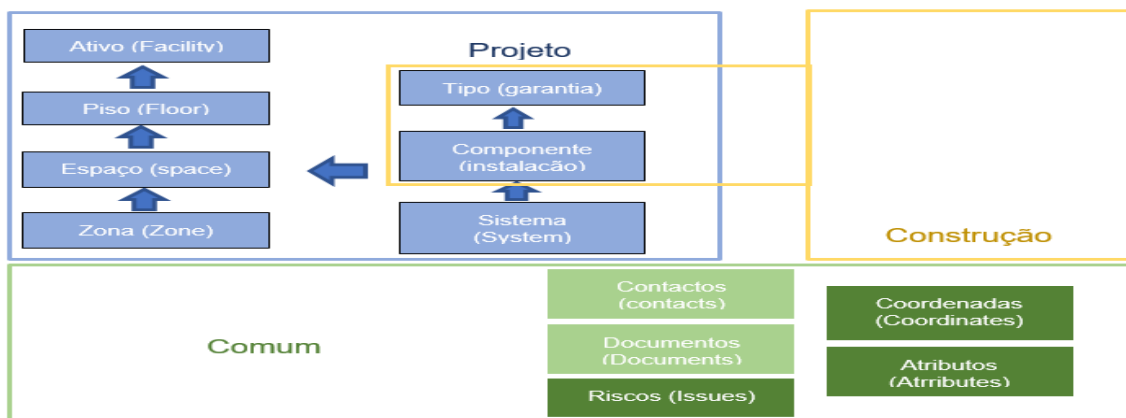 Ativo (Facility)
Piso (Floor)
Espaço (space)
Zona (Zone)
Projeto
Tipo (garantia)
Componente
(instalacão)
Sistema
(System)
Construção
Comum
Contactos
(contacts)
Documentos
(Documents)
Riscos (Issues)
Coordenadas
(Coordinates)
Atributos
(Atrributes)